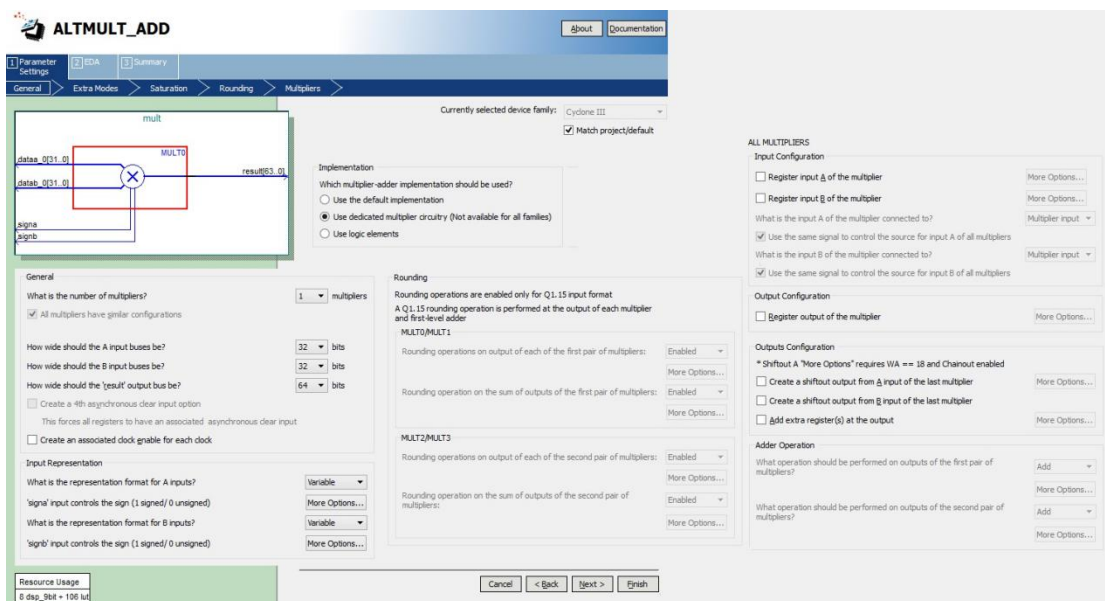 ALTMULT_ADD
About
Documentation
1 Parameter Settings
2 EDA
3 Summary
General
Extra Modes
Saturation
Rounding
Multipliers
Currently selected device family:
Cyclone III
Match project/default
mult
MULT0
dataa_0[31..0]
datab_0[31..0]
result[63..0]
signa
signb
Implementation
Which multiplier-adder implementation should be used?
Use the default implementation
Use dedicated multiplier circuitry (Not available for all families)
Use logic elements
General
What is the number of multipliers?
1 multipliers
All multipliers have similar configurations
How wide should the A input buses be?
32 bits
How wide should the B input buses be?
32 bits
How wide should the 'result' output bus be?
64 bits
Create a 4th asynchronous clear input option
This forces all registers to have an associated asynchronous clear input
Create an associated clock enable for each clock
Input Representation
What is the representation format for A inputs?
Variable
'signa' input controls the sign (1 signed/ 0 unsigned)
More Options...
What is the representation format for B inputs?
Variable
'signb' input controls the sign (1 signed/ 0 unsigned)
More Options...
Resource Usage
8 dsp_9bit + 106 lut
Rounding
Rounding operations are enabled only for Q1.15 input format
A Q1.15 rounding operation is performed at the output of each multiplier
and first-level adder
MULT0/MULT1
Rounding operations on output of each of the first pair of multipliers:
Enabled
More Options...
Rounding operation on the sum of outputs of the first pair of multipliers:
Enabled
More Options...
MULT2/MULT3
Rounding operations on output of each of the second pair of multipliers:
Enabled
More Options...
Rounding operation on the sum of outputs of the second pair of
multipliers:
Enabled
More Options...
Cancel
< Back
Next >
Finish
ALL MULTIPLIERS
Input Configuration
Register input A of the multiplier
More Options...
Register input B of the multiplier
More Options...
What is the input A of the multiplier connected to?
Multiplier input
Use the same signal to control the source for input A of all multipliers
What is the input B of the multiplier connected to?
Multiplier input
Use the same signal to control the source for input B of all multipliers
Output Configuration
Register output of the multiplier
More Options...
Outputs Configuration
* Shiftout A "More Options" requires WA == 18 and Chainout enabled
Create a shiftout output from A input of the last multiplier
More Options...
Create a shiftout output from B input of the last multiplier
Add extra register(s) at the output
More Options...
Adder Operation
What operation should be performed on outputs of the first pair of
multipliers?
Add
More Options...
What operation should be performed on outputs of the second pair of
multipliers?
Add
More Options...